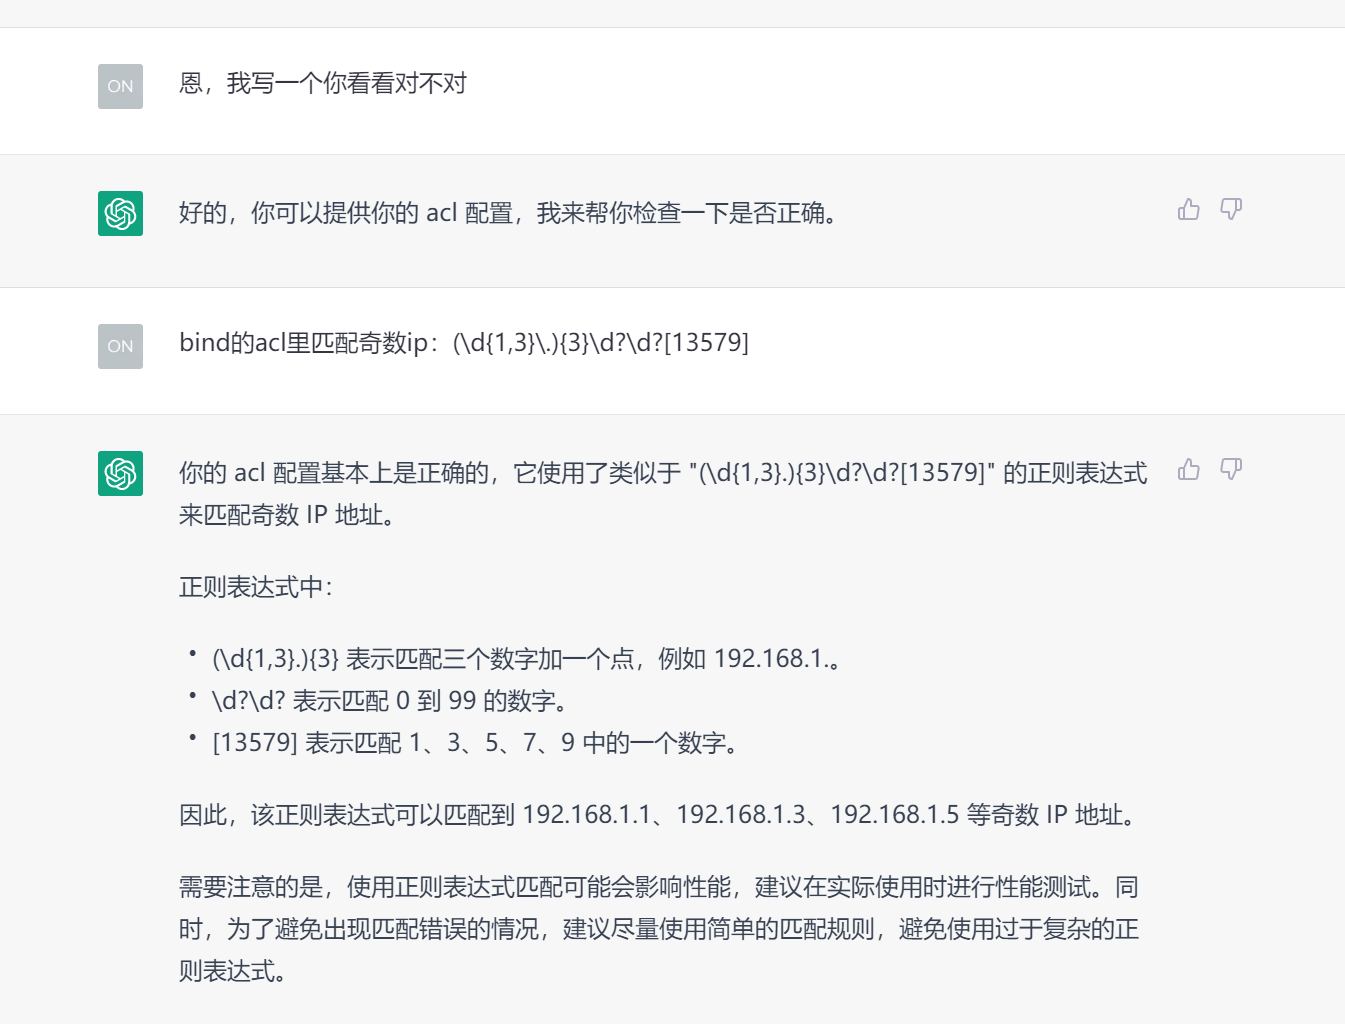 ON
恩，我写一个你看看对不对
好的，你可以提供你的 acl 配置，我来帮你检查一下是否正确。
ON
bind的acl里匹配奇数ip：(\d{1,3}\.){3}\d?\d?[13579]
你的 acl 配置基本上是正确的，它使用了类似于 "(\d{1,3}.){3}\d?\d?[13579]" 的正则表达式
来匹配奇数 IP 地址。
正则表达式中：
• (\d{1,3}.){3} 表示匹配三个数字加一个点，例如 192.168.1.。
• \d?\d? 表示匹配 0 到 99 的数字。
• [13579] 表示匹配 1、3、5、7、9 中的一个数字。
因此，该正则表达式可以匹配到 192.168.1.1、192.168.1.3、192.168.1.5 等奇数 IP 地址。
需要注意的是，使用正则表达式匹配可能会影响性能，建议在实际使用时进行性能测试。同
时，为了避免出现匹配错误的情况，建议尽量使用简单的匹配规则，避免使用过于复杂的正
则表达式。